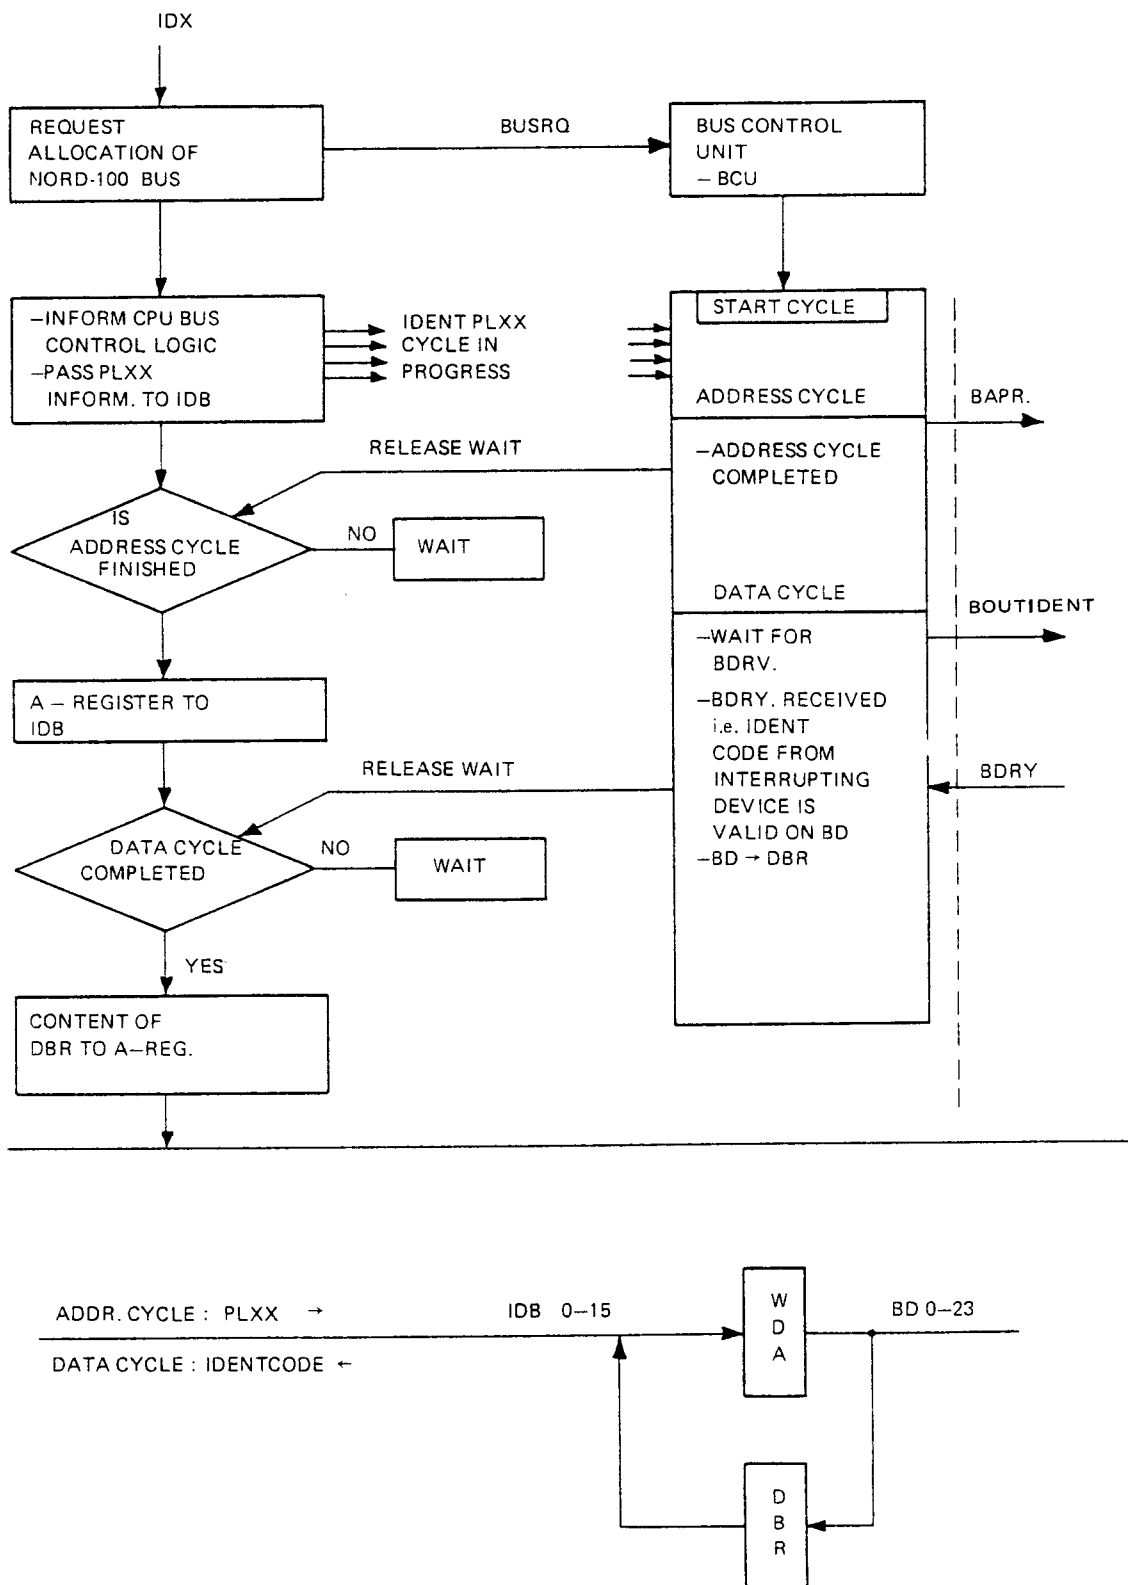 IDX
REQUEST
ALLOCATION OF
NORD-100 BUS
BUSRQ
BUS CONTROL
UNIT
– BCU
–INFORM CPU BUS
CONTROL LOGIC
–PASS PLXX
INFORM. TO IDB
IDENT PLXX
CYCLE IN
PROGRESS
START CYCLE
ADDRESS CYCLE
BAPR.
RELEASE WAIT
–ADDRESS CYCLE
COMPLETED
IS
ADDRESS CYCLE
FINISHED
NO
WAIT
DATA CYCLE
BOUTIDENT
–WAIT FOR
BDRV.
A – REGISTER TO
IDB
–BDRY. RECEIVED
i.e. IDENT
CODE FROM
INTERRUPTING
DEVICE IS
VALID ON BD
–BD → DBR
RELEASE WAIT
BDRY
DATA CYCLE
COMPLETED
NO
WAIT
YES
CONTENT OF
DBR TO A–REG.
ADDR. CYCLE : PLXX →
IDB 0–15
W
D
A
BD 0–23
DATA CYCLE : IDENTCODE ←
D
B
R